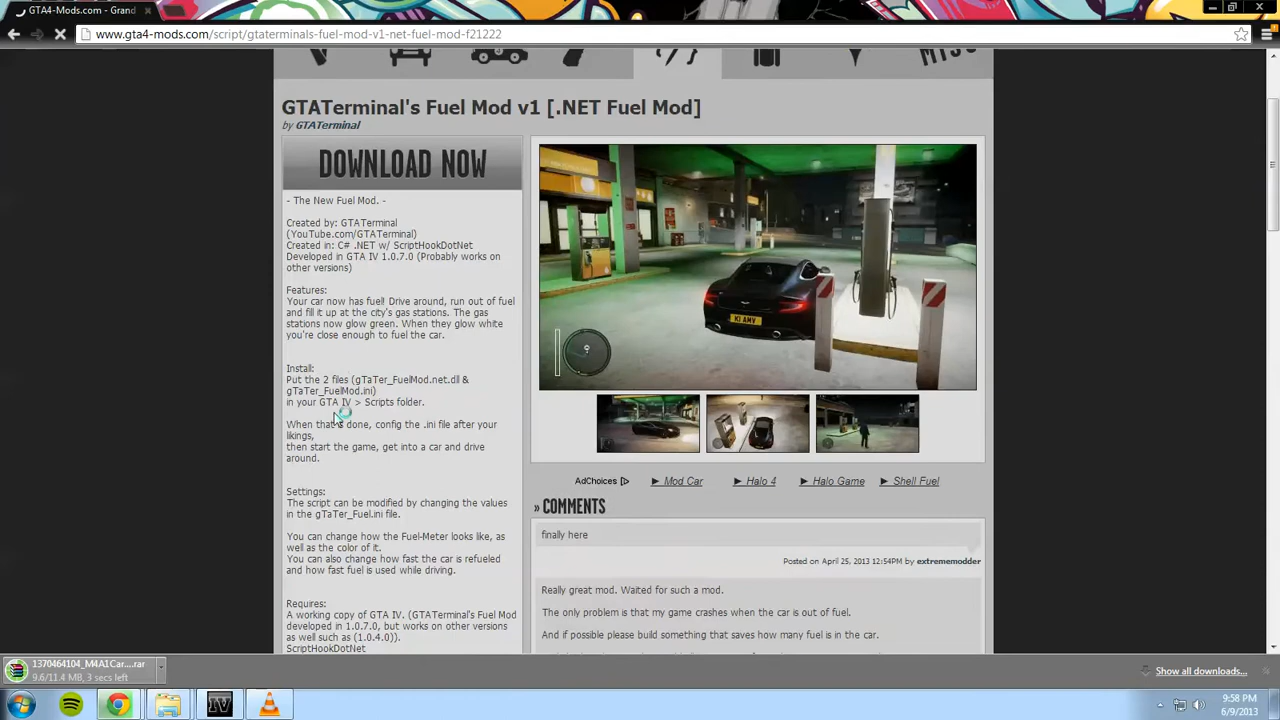 GTA4-Mods.com - Grand
www.gta4-mods.com/script/gtaterminals-fuel-mod-v1-net-fuel-mod-f21222
MISC
GTATerminal's Fuel Mod v1 [.NET Fuel Mod]
by GTATerminal
DOWNLOAD NOW
- The New Fuel Mod. -
Created by: GTATerminal
(YouTube.com/GTATerminal)
Created in: C# .NET w/ ScriptHookDotNet
Developed in GTA IV 1.0.7.0 (Probably works on
other versions)
Features:
Your car now has fuel! Drive around, run out of fuel
and fill it up at the city's gas stations. The gas
stations now glow green. When they glow white
you're close enough to fuel the car.
Install:
Put the 2 files (gTaTer_FuelMod.net.dll &
gTaTer_FuelMod.ini)
in your GTA IV > Scripts folder.
When that's done, config the .ini file after your
likings,
then start the game, get into a car and drive
around.
Settings:
The script can be modified by changing the values
in the gTaTer_Fuel.ini file.
You can change how the Fuel-Meter looks like, as
well as the color of it.
You can also change how fast the car is refueled
and how fast fuel is used while driving.
Requires:
A working copy of GTA IV. (GTATerminal's Fuel Mod
developed in 1.0.7.0, but works on other versions
as well such as (1.0.4.0)).
ScriptHookDotNet
K1 AMV
AdChoices
► Mod Car
► Halo 4
► Halo Game
► Shell Fuel
» COMMENTS
finally here
Posted on April 25, 2013 12:54PM by extrememodder
Really great mod. Waited for such a mod.
The only problem is that my game crashes when the car is out of fuel.
And if possible please build something that saves how many fuel is in the car.
1370464104_M4A1Car....rar
9.6/11.4 MB, 3 secs left
Show all downloads...
IV
9:58 PM
6/9/2013